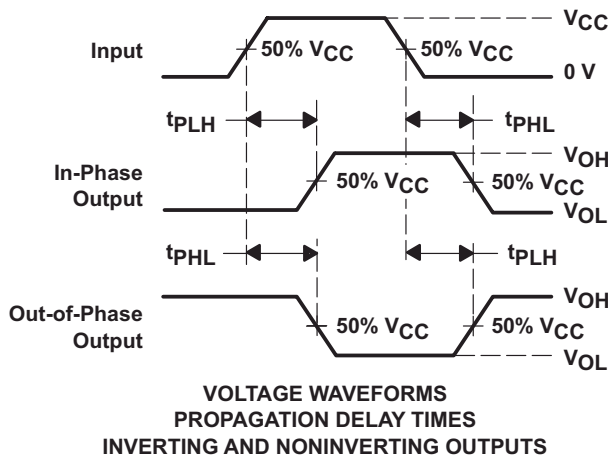 VCC
Input
50% VCC
50% VCC
0 V
tPLH
tPHL
VOH
In-Phase
Output
50% VCC
50% VCC
VOL
tPHL
tPLH
VOH
Out-of-Phase
Output
50% VCC
50% VCC
VOL
VOLTAGE WAVEFORMS
PROPAGATION DELAY TIMES
INVERTING AND NONINVERTING OUTPUTS